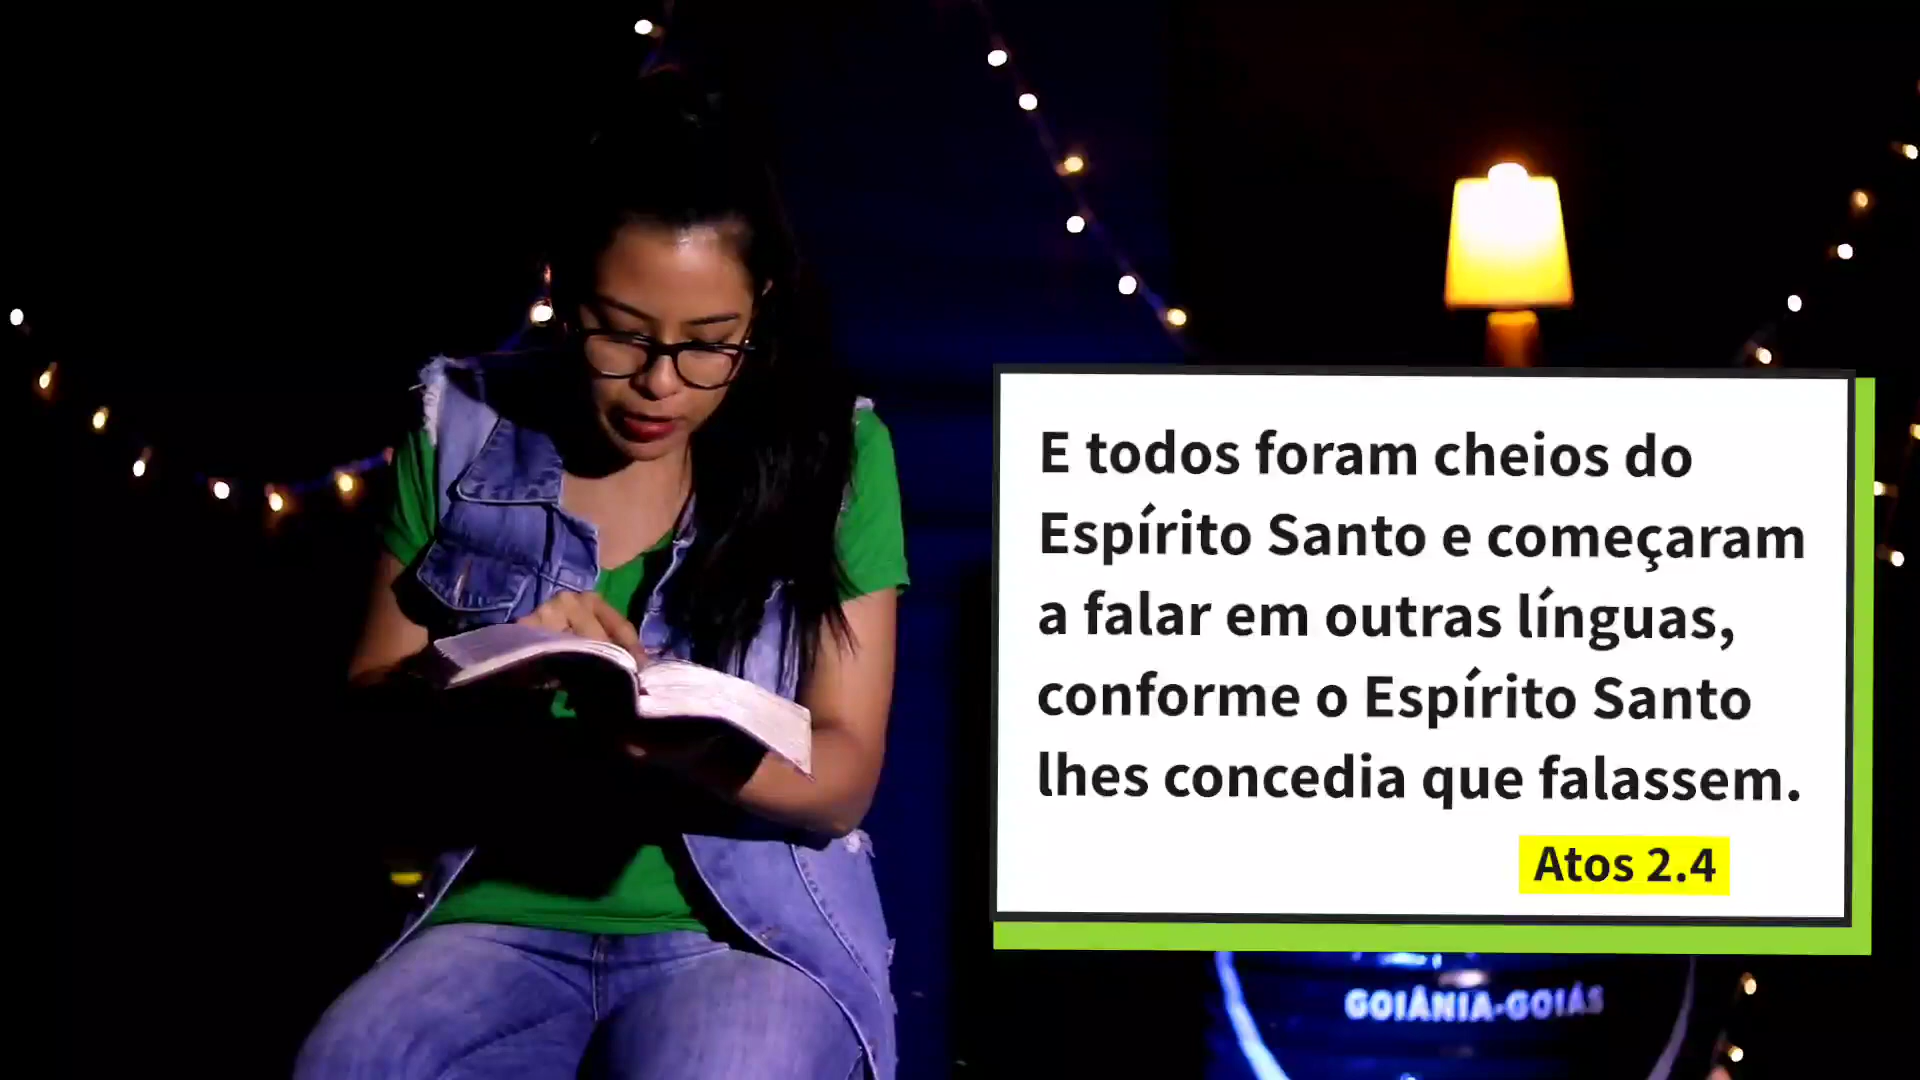 E todos foram cheios do
Espírito Santo e começaram
a falar em outras línguas,
conforme o Espírito Santo
lhes concedia que falassem.
Atos 2.4
GOIÂNIA-GOIÁS